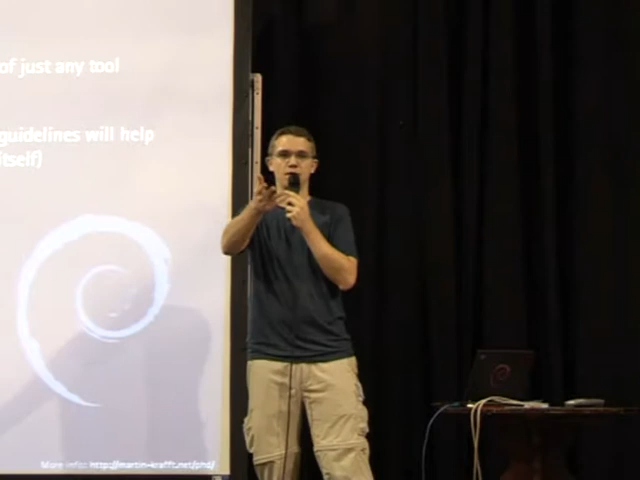 of just any tool
guidelines will help
itself)
More info: http://martin-krafft.net/phd/